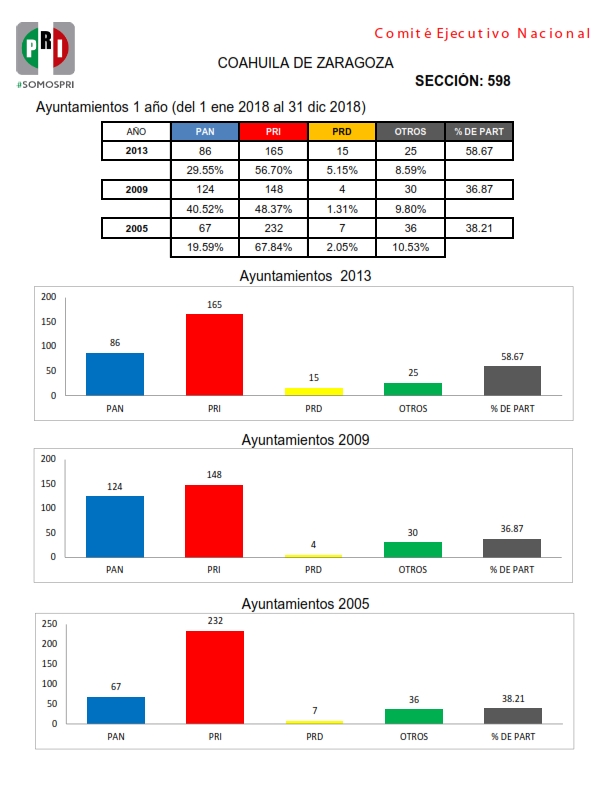 Comité Ejecutivo Nacional
PRI
#SOMOSPRI
COAHUILA DE ZARAGOZA
SECCIÓN: 598
Ayuntamientos 1 año (del 1 ene 2018 al 31 dic 2018)
AÑO PAN PRI PRD OTROS % DE PART
2013 86 165 15 25 58.67
29.55% 56.70% 5.15% 8.59%
2009 124 148 4 30 36.87
40.52% 48.37% 1.31% 9.80%
2005 67 232 7 36 38.21
19.59% 67.84% 2.05% 10.53%
Ayuntamientos 2013
200
150
100
50
0
86 165 15 25 58.67
PAN PRI PRD OTROS % DE PART
Ayuntamientos 2009
200
150
100
50
0
124 148 4 30 36.87
PAN PRI PRD OTROS % DE PART
Ayuntamientos 2005
250
200
150
100
50
0
67 232 7 36 38.21
PAN PRI PRD OTROS % DE PART